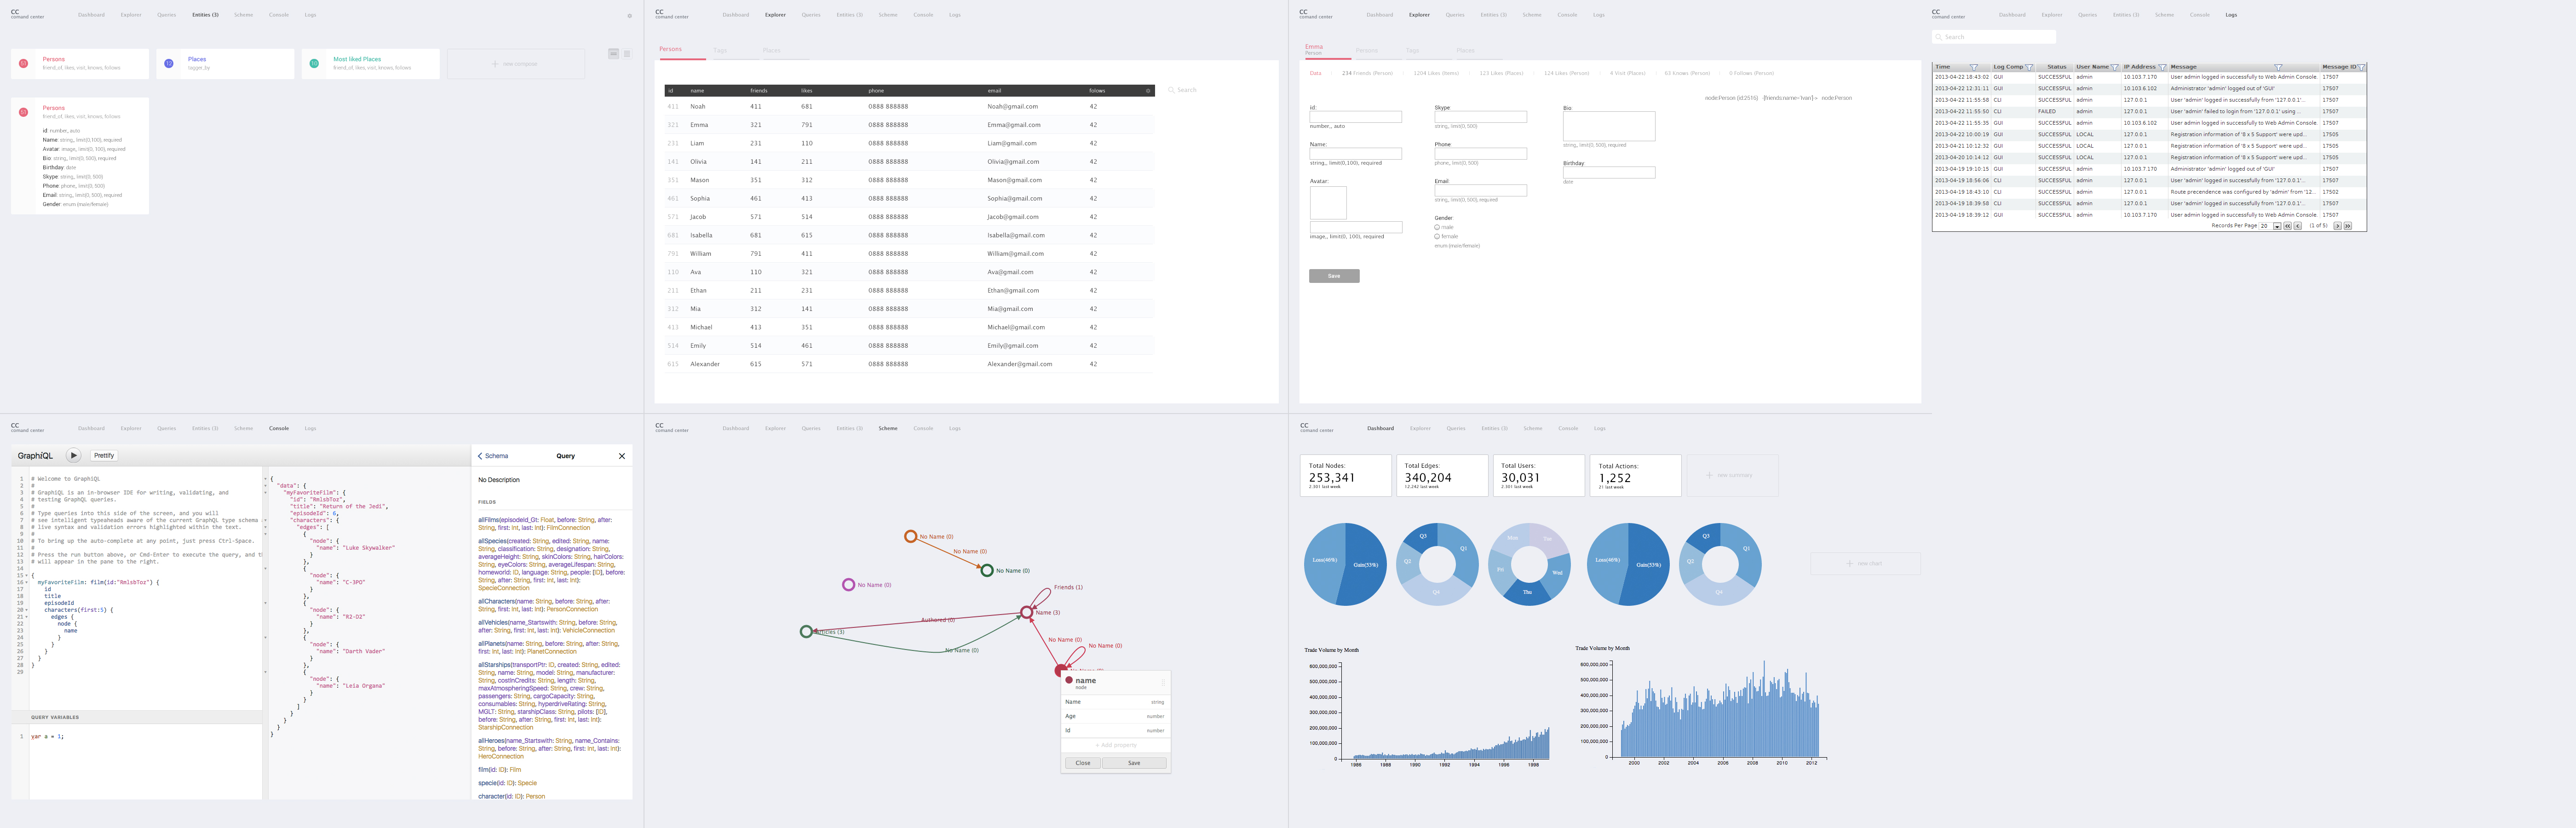 CC
comand center
Dashboard Explorer Queries Entities (3) Scheme Console Logs
Persons
friend_of, likes, visit, knows, follows
Places
tagger_by
Most liked Places
friend_of, likes, visit, knows, follows
+ new compose
Persons
friend_of, likes, visit, knows, follows
id: number, auto
Name: string, limit(0,100), required
Avatar: image, limit(0, 100), required
Bio: string, limit(0, 500), required
Birthday: date
Skype: string, limit(0, 500)
Phone: phone, limit(0, 500)
Email: string, limit(0, 500), required
Gender: enum (male/female)
CC
comand center
Dashboard Explorer Queries Entities (3) Scheme Console Logs
Persons Tags Places
id name friends likes phone email folows
Search
411 Noah 411 681 0888 888888 Noah@gmail.com 42
321 Emma 321 791 0888 888888 Emma@gmail.com 42
231 Liam 231 110 0888 888888 Liam@gmail.com 42
141 Olivia 141 211 0888 888888 Olivia@gmail.com 42
351 Mason 351 312 0888 888888 Mason@gmail.com 42
461 Sophia 461 413 0888 888888 Sophia@gmail.com 42
571 Jacob 571 514 0888 888888 Jacob@gmail.com 42
681 Isabella 681 615 0888 888888 Isabella@gmail.com 42
791 William 791 411 0888 888888 William@gmail.com 42
110 Ava 110 321 0888 888888 Ava@gmail.com 42
211 Ethan 211 231 0888 888888 Ethan@gmail.com 42
312 Mia 312 141 0888 888888 Mia@gmail.com 42
413 Michael 413 351 0888 888888 Michael@gmail.com 42
514 Emily 514 461 0888 888888 Emily@gmail.com 42
615 Alexander 615 571 0888 888888 Alexander@gmail.com 42
CC
comand center
Dashboard Explorer Queries Entities (3) Scheme Console Logs
Emma
Person
Persons Tags Places
Data 234 Friends (Person) 1204 Likes (Items) 123 Likes (Places) 124 Likes (Person) 4 Visit (Places) 63 Knows (Person) 0 Follows (Person)
id:
number,, auto
Name:
string,, limit(0,100), required
Avatar:
image,, limit(0, 100), required
Save
Skype
string, limit(0, 500)
Phone:
phone, limit(0, 500)
Email:
string,, limit(0, 500), required
Gender:
male
female
enum (male/female)
Bio
string,, limit(0, 500), required
Birthday
date
CC
comand center
Dashboard Explorer Queries Entities (3) Scheme Console Logs
Search
Time Log Comp Status User Name IP Address Message Message ID
2013-04-22 18:43:02 GUI SUCCESSFUL admin 10.103.7.170 User admin logged in successfully to Web Admin Console. 17507
2013-04-22 12:31:11 GUI SUCCESSFUL admin 10.103.6.102 Administrator 'admin' logged out of 'GUI' 17507
2013-04-22 11:55:58 CLI SUCCESSFUL admin 127.0.0.1 User 'admin' logged in successfully from '127.0.0.1'... 17507
2013-04-22 11:55:50 CLI FAILED admin 127.0.0.1 User 'admin' failed to login from '127.0.0.1' using ... 17507
2013-04-22 11:55:35 GUI SUCCESSFUL admin 10.103.6.102 User admin logged in successfully to Web Admin Console. 17507
2013-04-22 10:00:19 GUI SUCCESSFUL LOCAL 127.0.0.1 Registration information of '8 x 5 Support' were upd... 17505
2013-04-21 10:12:32 GUI SUCCESSFUL LOCAL 127.0.0.1 Registration information of '8 x 5 Support' were upd... 17505
2013-04-20 10:14:12 GUI SUCCESSFUL LOCAL 127.0.0.1 Registration information of '8 x 5 Support' were upd... 17505
2013-04-19 19:10:15 GUI SUCCESSFUL admin 10.103.7.170 Administrator 'admin' logged out of 'GUI' 17507
2013-04-19 18:56:06 CLI SUCCESSFUL admin 127.0.0.1 User 'admin' logged in successfully from '127.0.0.1'... 17507
2013-04-19 18:43:10 CLI SUCCESSFUL admin 127.0.0.1 Route precendence was configured by 'admin' from '12... 17502
2013-04-19 18:39:58 CLI SUCCESSFUL admin 127.0.0.1 User 'admin' logged in successfully from '127.0.0.1'... 17507
2013-04-19 18:39:12 GUI SUCCESSFUL admin 10.103.7.170 User admin logged in successfully to Web Admin Console. 17507
Records Per Page 20 (1 of 5)
CC
comand center
Dashboard Explorer Queries Entities (3) Scheme Console Logs
GraphiQL Prettify
1 # Welcome to GraphiQL
2 #
3 # GraphiQL is an in-browser IDE for writing, validating, and
4 # testing GraphQL queries.
5 #
6 # Type queries into this side of the screen, and you will
7 # see intelligent typeaheads aware of the current GraphQL type schema
8 # live syntax and validation errors highlighted within the text.
9 #
10 # To bring up the auto-complete at any point, just press Ctrl-Space.
11 #
12 # Press the run button above, or Cmd-Enter to execute the query, and th
13 # will appear in the pane to the right.
14
15 {
16 myFavoriteFilm: film(id:"RmlsbToz") {
17 id
18 title
19 episodeId
20 characters(first:5) {
21 edges {
22 node {
23 name
24 }
25 }
26 }
27 }
28 }
29
QUERY VARIABLES
1 var a = 1;
{
"data": {
"myFavoriteFilm": {
"id": "RmlsbToz",
"title": "Return of the Jedi",
"episodeId": 6,
"characters": {
"edges": [
{
"node": {
"name": "Luke Skywalker"
}
},
{
"node": {
"name": "C-3PO"
}
},
{
"node": {
"name": "R2-D2"
}
},
{
"node": {
"name": "Darth Vader"
}
},
{
"node": {
"name": "Leia Organa"
}
}
]
}
}
}
}
Schema Query
No Description
FIELDS
allFilms(episodeId_Gt: Float, before: String, after:
String, first: Int, last: Int): FilmConnection
allSpecies(created: String, edited: String, name:
String, classification: String, designation: String,
averageHeight: String, skinColors: String, hairColors:
String, eyeColors: String, averageLifespan: String,
homeworld: ID, language: String, people: [ID], before:
String, after: String, first: Int, last: Int):
SpecieConnection
allCharacters(name: String, before: String, after:
String, first: Int, last: Int): PersonConnection
allVehicles(name_Startswith: String, before: String,
after: String, first: Int, last: Int): VehicleConnection
allPlanets(name: String, before: String, after: String,
first: Int, last: Int): PlanetConnection
allStarships(transportPtr: ID, created: String, edited:
String, name: String, model: String, manufacturer:
String, costInCredits: String, length: String,
maxAtmospheringSpeed: String, crew: String,
passengers: String, cargoCapacity: String,
consumables: String, hyperdriveRating: String,
MGLT: String, starshipClass: String, pilots: [ID],
before: String, after: String, first: Int, last: Int):
StarshipConnection
allHeroes(name_Startswith: String, name_Contains:
String, before: String, after: String, first: Int, last: Int):
HeroConnection
film(id: ID): Film
specie(id: ID): Specie
character(id: ID): Person
CC
comand center
Dashboard Explorer Queries Entities (3) Scheme Console Logs
No Name (0)
No Name (0)
No Name (0)
No Name (0)
Friends (1)
Name (3)
Authored (0)
Entities (3)
No Name (0)
No Name (0)
No Name (0)
name
node
Name string
Age number
Id number
+ Add property
Close Save
CC
comand center
Dashboard Explorer Queries Entities (3) Scheme Console Logs
Total Nodes:
253,341
2,301 last week
Total Edges:
340,204
12,242 last week
Total Users:
30,031
2,301 last week
Total Actions:
1,252
21 last week
+ new summary
Loss(46%) Gain(53%)
Q3 Q1 Q2 Q4
Mon Tue Wed Thu Fri
Loss(46%) Gain(53%)
Q3 Q1 Q2 Q4
+ new chart
Trade Volume by Month
800,000,000
600,000,000
500,000,000
400,000,000
300,000,000
200,000,000
100,000,000
0
1986 1988 1990 1992 1994 1996 1998
Trade Volume by Month
600,000,000
500,000,000
400,000,000
300,000,000
200,000,000
100,000,000
0
2000 2002 2004 2006 2008 2010 2012